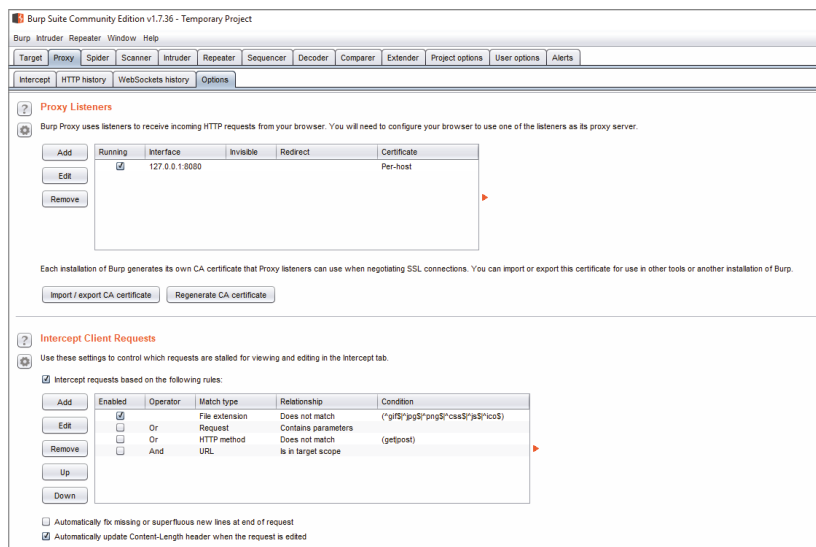 Burp Suite Community Edition v1.7.36 - Temporary Project
Burp Intruder Repeater Window Help
Target Proxy Spider Scanner Intruder Repeater Sequencer Decoder Comparer Extender Project options User options Alerts
Intercept HTTP history WebSockets history Options
? Proxy Listeners
Burp Proxy uses listeners to receive incoming HTTP requests from your browser. You will need to configure your browser to use one of the listeners as its proxy server.
Add Running Interface Invisible Redirect Certificate
127.0.0.1:8080 Per-host
Edit
Remove
Each installation of Burp generates its own CA certificate that Proxy listeners can use when negotiating SSL connections. You can import or export this certificate for use in other tools or another installation of Burp.
Import / export CA certificate Regenerate CA certificate
? Intercept Client Requests
Use these settings to control which requests are stalled for viewing and editing in the Intercept tab.
Intercept requests based on the following rules:
Add Enabled Operator Match type Relationship Condition
File extension Does not match (^gif$|^jpg$|^png$|^css$|^js$|^ico$)
Edit Or Request Contains parameters
Or HTTP method Does not match (get|post)
Remove And URL Is in target scope
Up
Down
Automatically fix missing or superfluous new lines at end of request
Automatically update Content-Length header when the request is edited